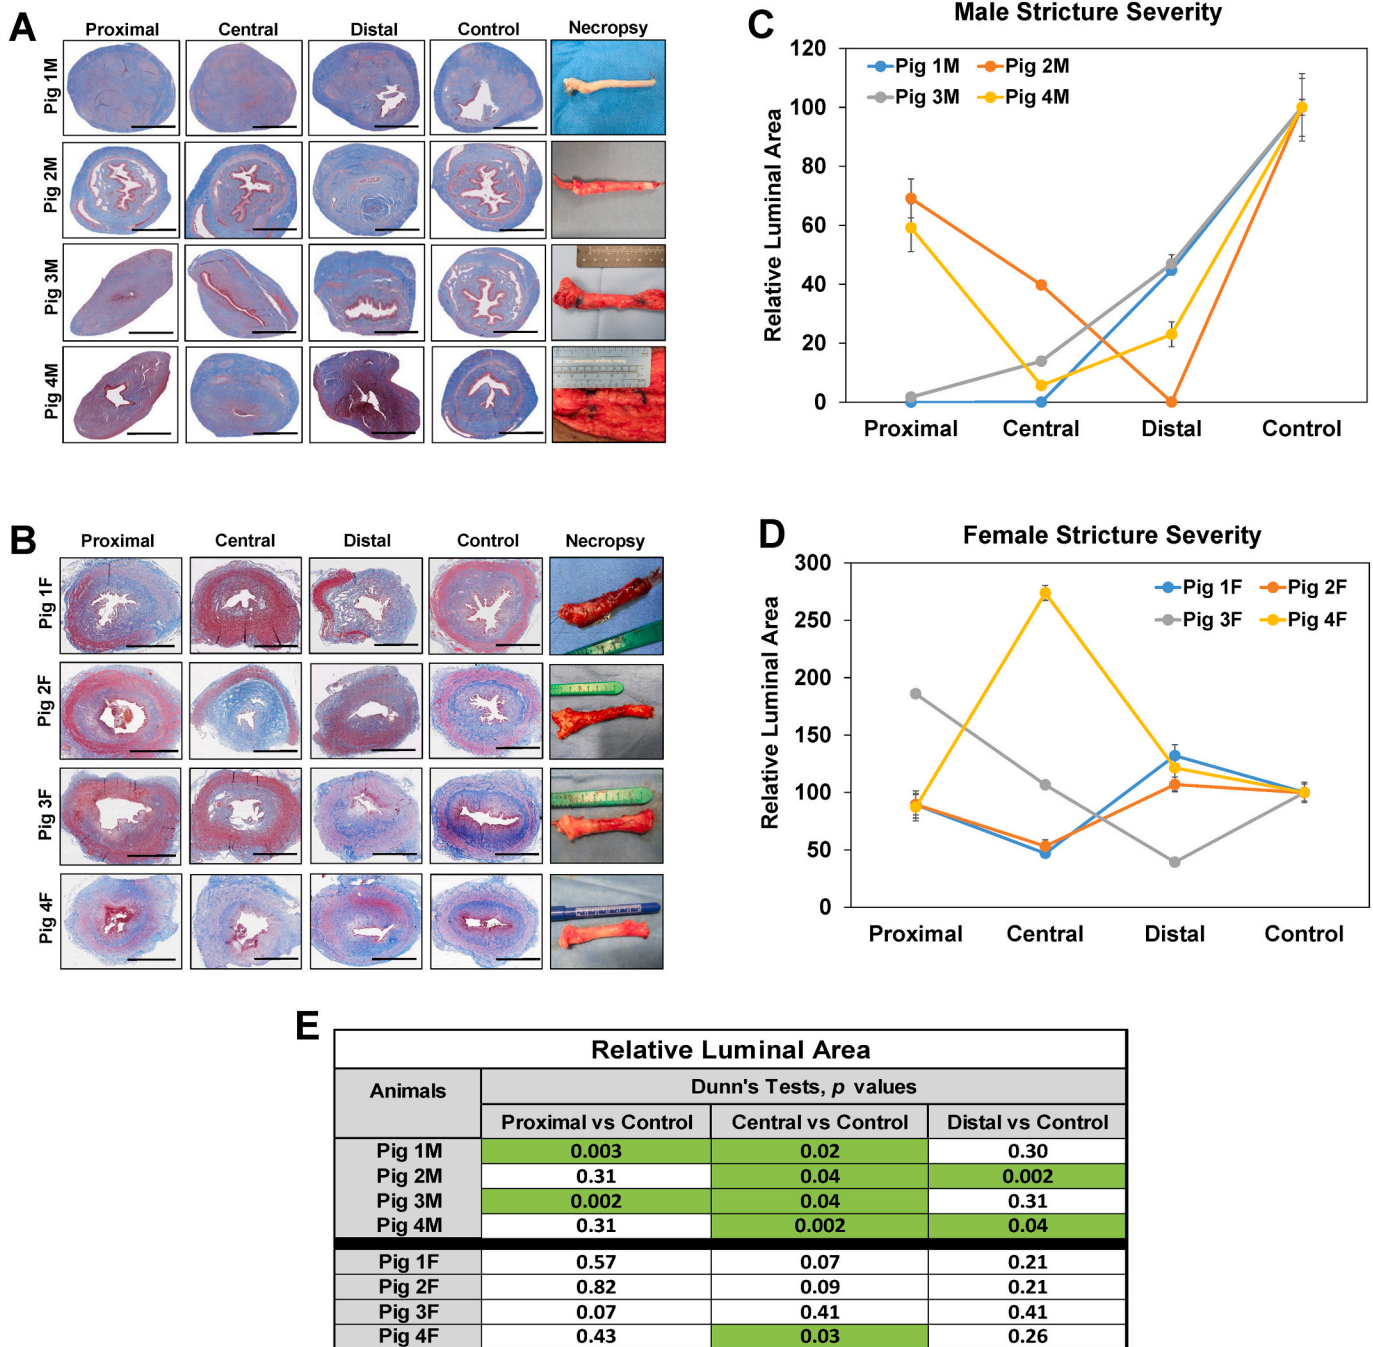 A
Proximal Central Distal Control Necropsy
Pig 1M
Pig 2M
Pig 3M
Pig 4M
B
Proximal Central Distal Control Necropsy
Pig 1F
Pig 2F
Pig 3F
Pig 4F
C
Male Stricture Severity
Relative Luminal Area
120
100
80
60
40
20
0
Pig 1M Pig 2M
Pig 3M Pig 4M
Proximal Central Distal Control
D
Female Stricture Severity
Relative Luminal Area
300
250
200
150
100
50
0
Pig 1F Pig 2F
Pig 3F Pig 4F
Proximal Central Distal Control
E
Relative Luminal Area
Animals Dunn's Tests, p values
Proximal vs Control Central vs Control Distal vs Control
Pig 1M 0.003 0.02 0.30
Pig 2M 0.31 0.04 0.002
Pig 3M 0.002 0.04 0.31
Pig 4M 0.31 0.002 0.04
Pig 1F 0.57 0.07 0.21
Pig 2F 0.82 0.09 0.21
Pig 3F 0.07 0.41 0.41
Pig 4F 0.43 0.03 0.26